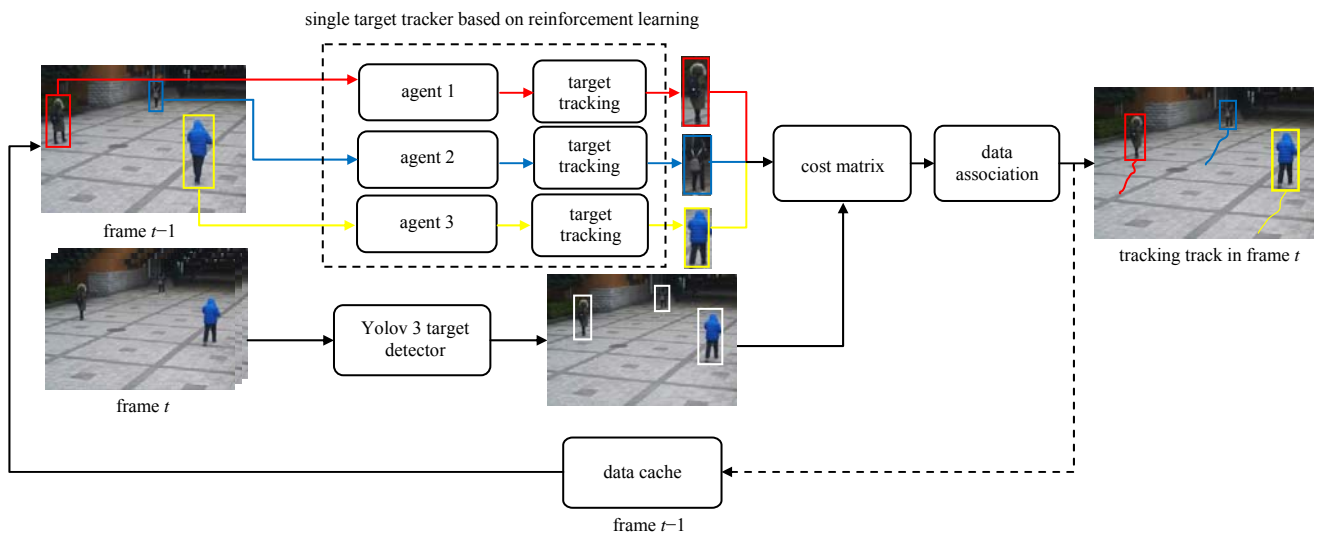 single target tracker based on reinforcement learning
agent 1
target
tracking
agent 2
target
tracking
agent 3
target
tracking
cost matrix
data
association
frame t−1
tracking track in frame t
Yolov 3 target
detector
frame t
data cache
frame t−1